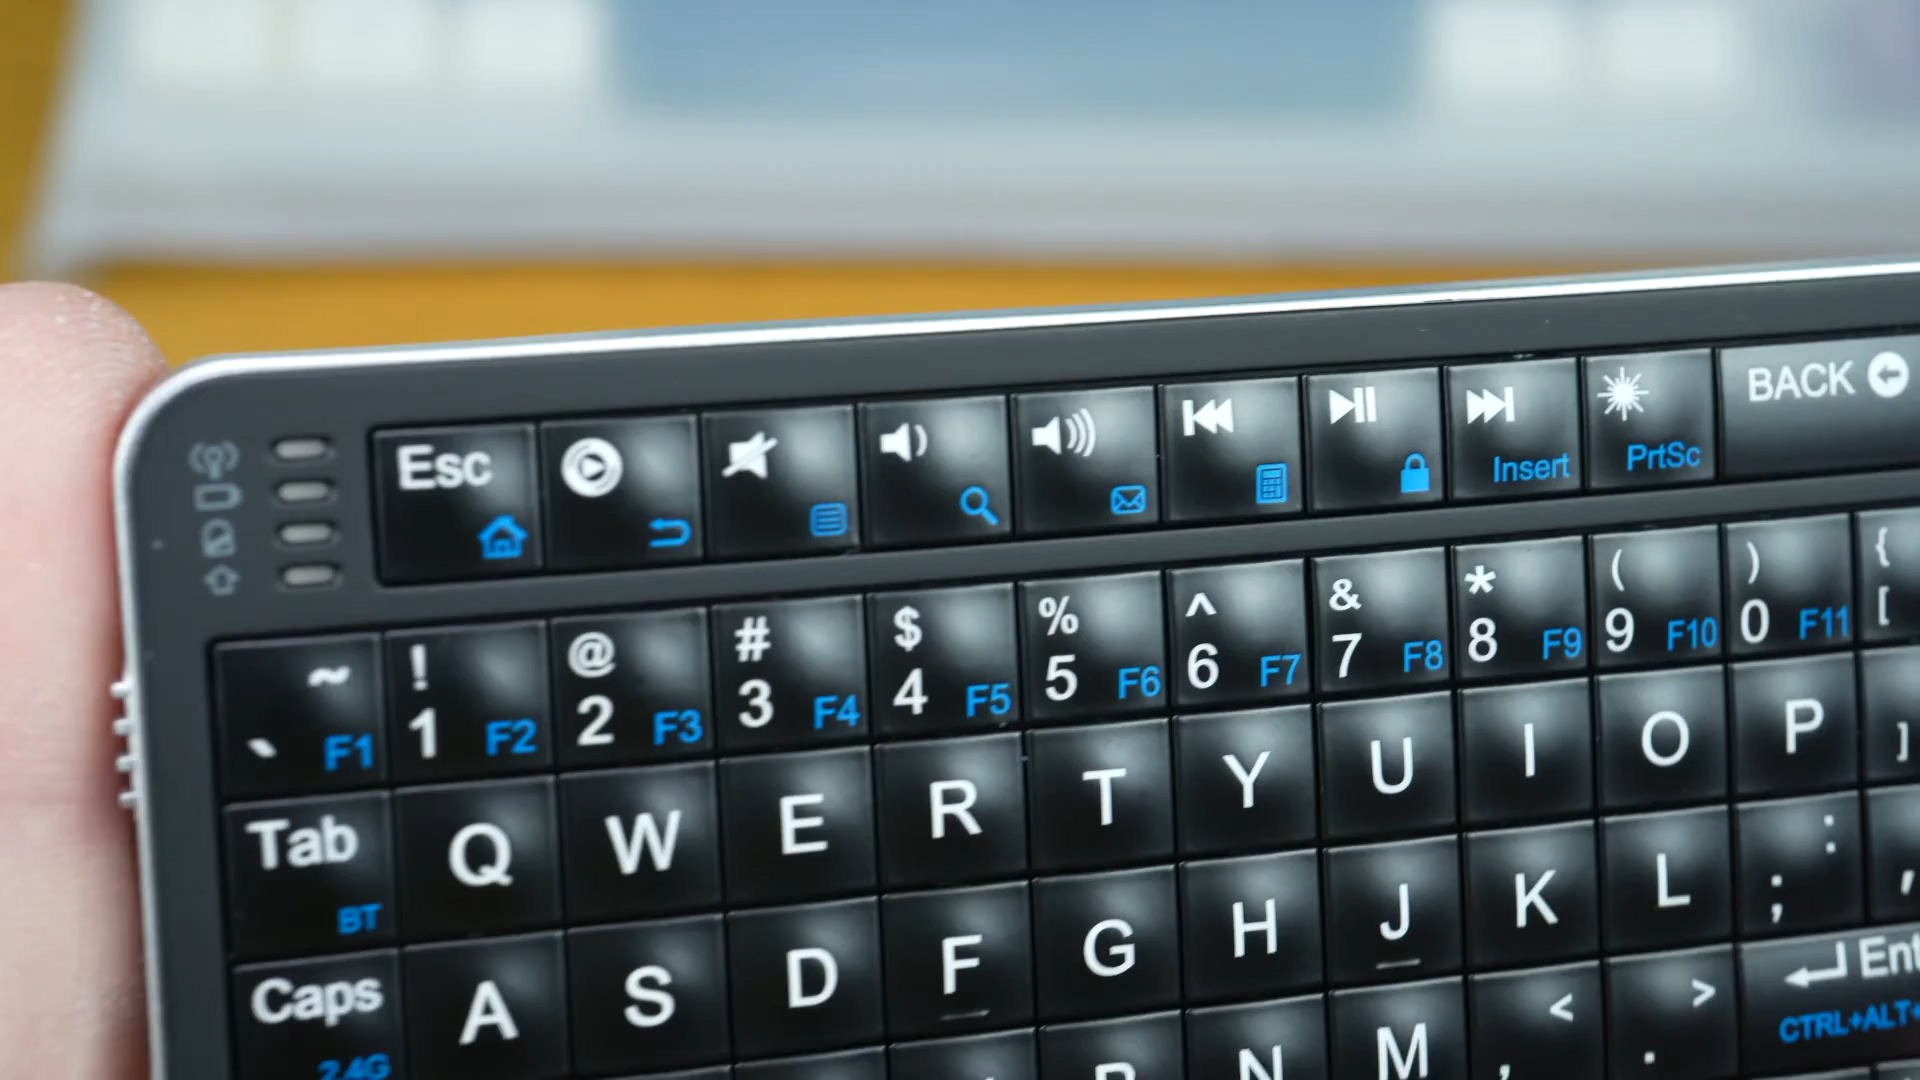 Esc
Insert
PrtSc
BACK
~ ` F1
! 1 F2
@ 2 F3
# 3 F4
$ 4 F5
% 5 F6
^ 6 F7
& 7 F8
* 8 F9
( 9 F10
) 0 F11
{ [
Tab BT
Q W E R T Y U I O P ]
Caps 2.4G
A S D F G H J K L : ;
N M < , > .
CTRL+ALT+